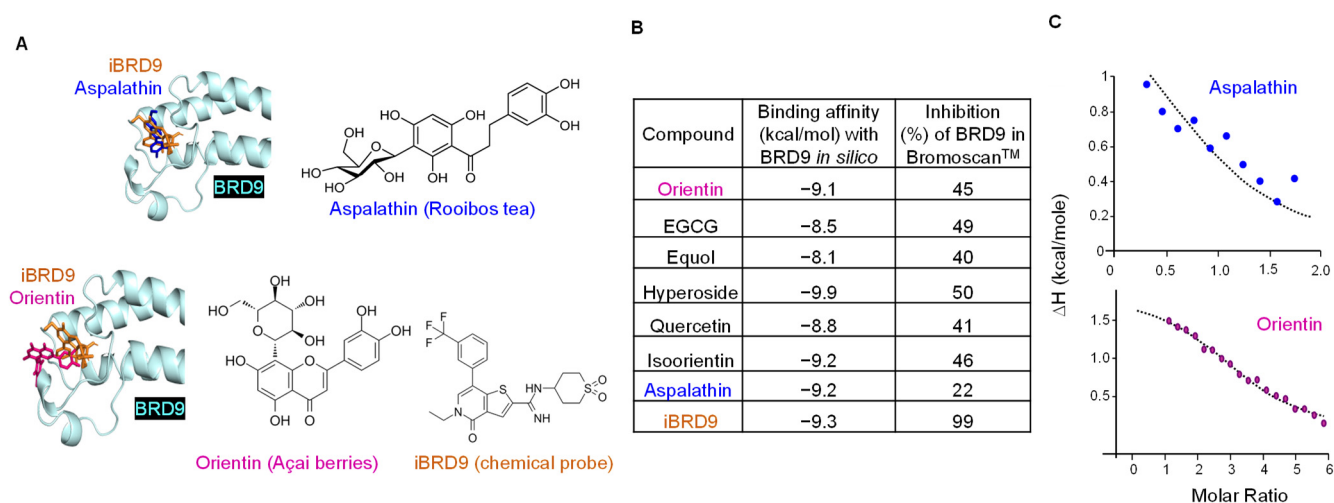 A
iBRD9
Aspalathin
BRD9
OH
HO
OH
OH
OH
OH
HO
O
HO
OH
OH
O
Aspalathin (Rooibos tea)
iBRD9
Orientin
BRD9
OH
HO
OH
O
OH
OH
OH
HO
O
OH
O
Orientin (Açai berries)
F
F
F
S
N
O
NH
NH
S
O
O
iBRD9 (chemical probe)
B
Compound
Binding affinity
(kcal/mol) with
BRD9 in silico
Inhibition
(%) of BRD9 in
Bromoscan™
Orientin −9.1 45
EGCG −8.5 49
Equol −8.1 40
Hyperoside −9.9 50
Quercetin −8.8 41
Isoorientin −9.2 46
Aspalathin −9.2 22
iBRD9 −9.3 99
C
ΔH (kcal/mole)
Aspalathin
1
0.8
0.6
0.4
0.2
0
0 0.5 1.0 1.5 2.0
Orientin
1.5
1.0
0.5
0 1 2 3 4 5 6
Molar Ratio